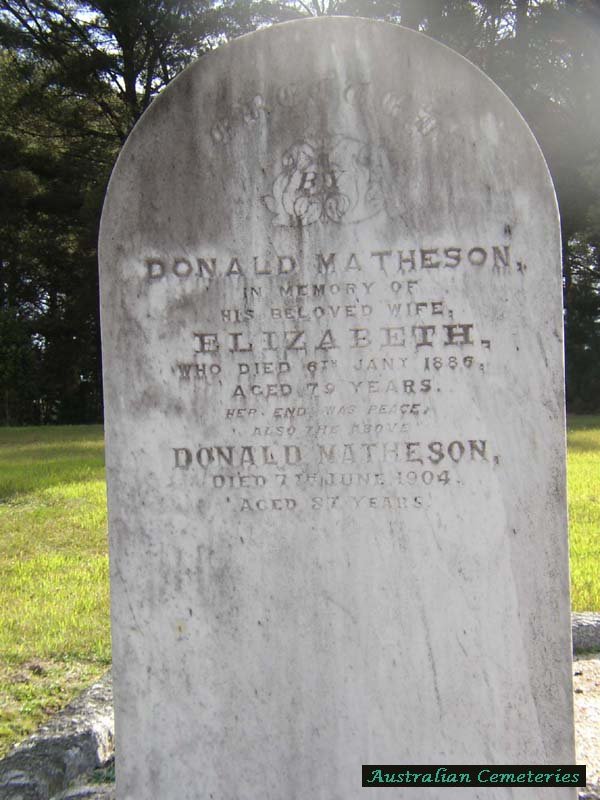 ERECTED
BY
DONALD MATHESON,
IN MEMORY OF
HIS BELOVED WIFE,
ELIZABETH,
WHO DIED 6TH JANY 1886,
AGED 79 YEARS.
HER END WAS PEACE,
ALSO THE ABOVE
DONALD MATHESON,
DIED 7TH JUNE 1904,
AGED 87 YEARS.
Australian Cemeteries